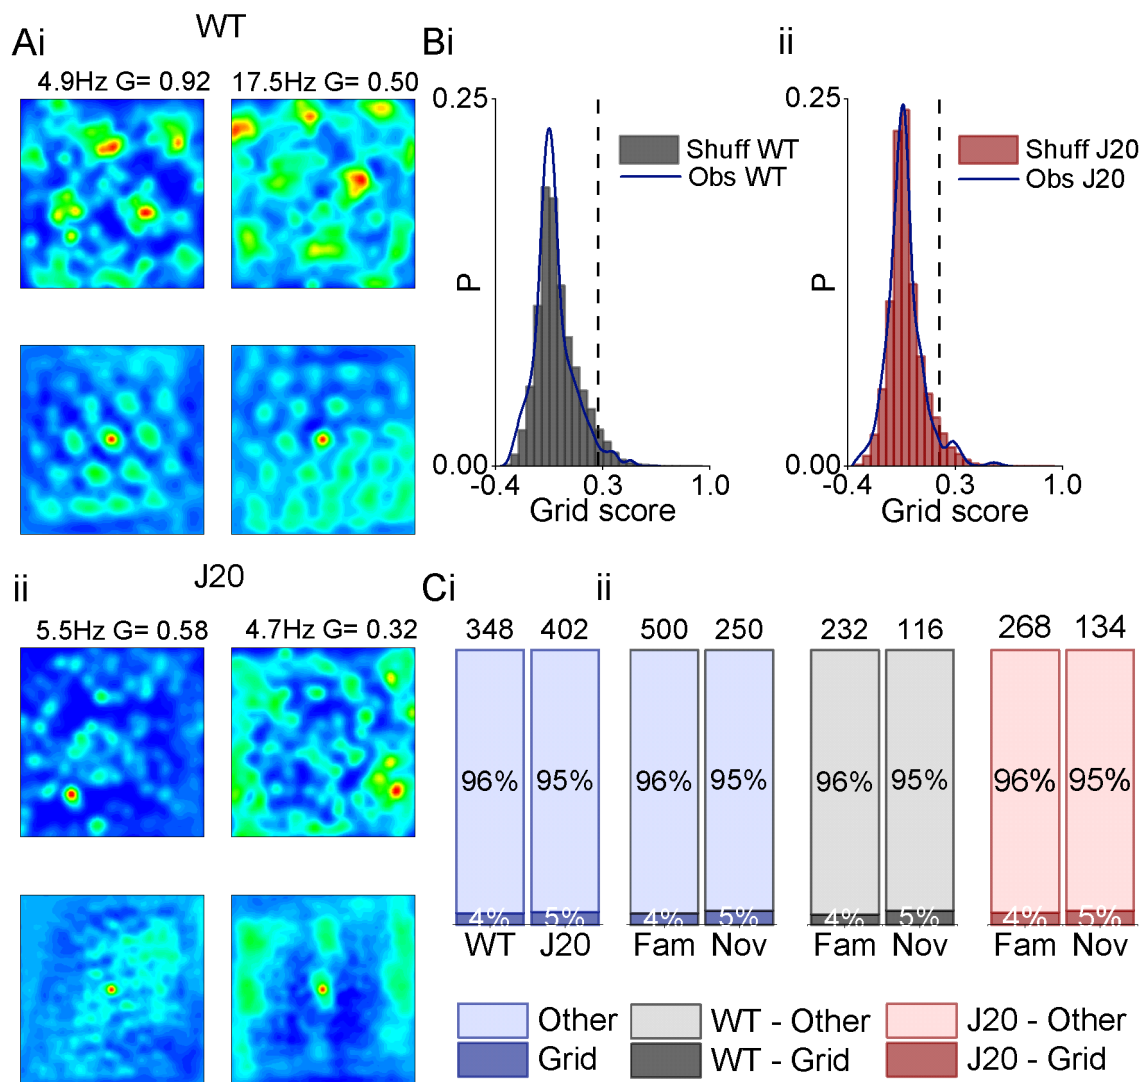 Ai
WT
4.9Hz G= 0.92
17.5Hz G= 0.50
Bi
0.25
P
0.00
-0.4
0.3
1.0
Grid score
Shuff WT
Obs WT
ii
0.25
P
0.00
-0.4
0.3
1.0
Grid score
Shuff J20
Obs J20
ii
J20
5.5Hz G= 0.58
4.7Hz G= 0.32
Ci
348
402
96%
95%
4%
5%
WT
J20
ii
500
250
96%
95%
4%
5%
Fam
Nov
232
116
96%
95%
4%
5%
Fam
Nov
268
134
96%
95%
4%
5%
Fam
Nov
Other
Grid
WT - Other
WT - Grid
J20 - Other
J20 - Grid